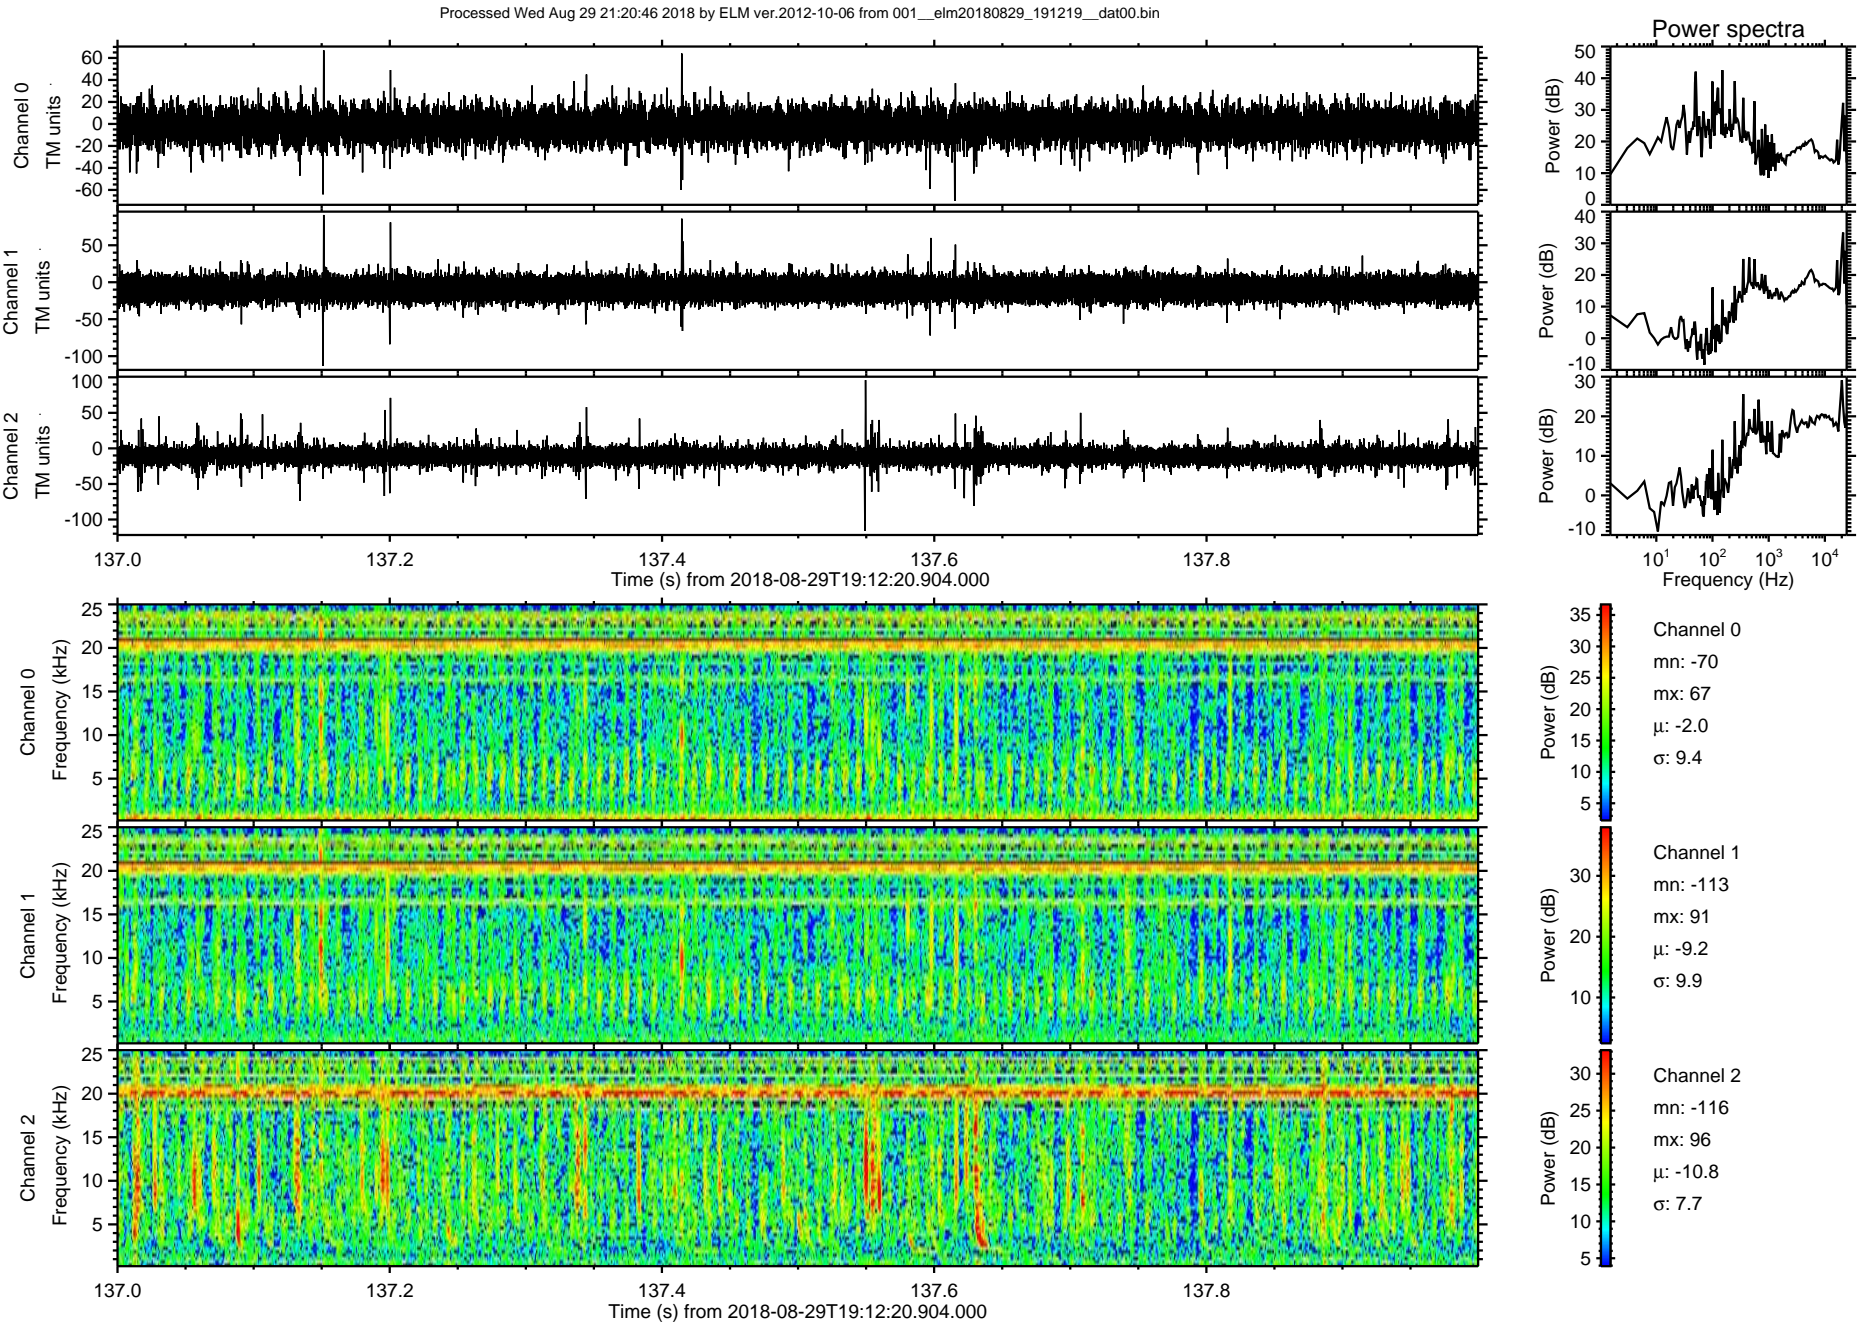 Processed Wed Aug 29 21:20:46 2018 by ELM ver.2012-10-06 from 001__elm20180829_191219__dat00.bin
Power spectra
Channel 0
TM units
60
40
20
0
-20
-40
-60
Power (dB)
50
40
30
20
10
0
Channel 1
TM units
50
0
-50
-100
Power (dB)
40
30
20
10
0
-10
Channel 2
TM units
100
50
0
-50
-100
Power (dB)
30
20
10
0
-10
137.0 137.2 137.4 137.6 137.8
Time (s) from 2018-08-29T19:12:20.904.000
10^1 10^2 10^3 10^4
Frequency (Hz)
Channel 0
Frequency (kHz)
25
20
15
10
5
Power (dB)
35
30
25
20
15
10
5
Channel 0
mn: -70
mx: 67
μ: -2.0
σ: 9.4
Channel 1
Frequency (kHz)
25
20
15
10
5
Power (dB)
30
20
10
Channel 1
mn: -113
mx: 91
μ: -9.2
σ: 9.9
Channel 2
Frequency (kHz)
25
20
15
10
5
Power (dB)
30
25
20
15
10
5
Channel 2
mn: -116
mx: 96
μ: -10.8
σ: 7.7
137.0 137.2 137.4 137.6 137.8
Time (s) from 2018-08-29T19:12:20.904.000